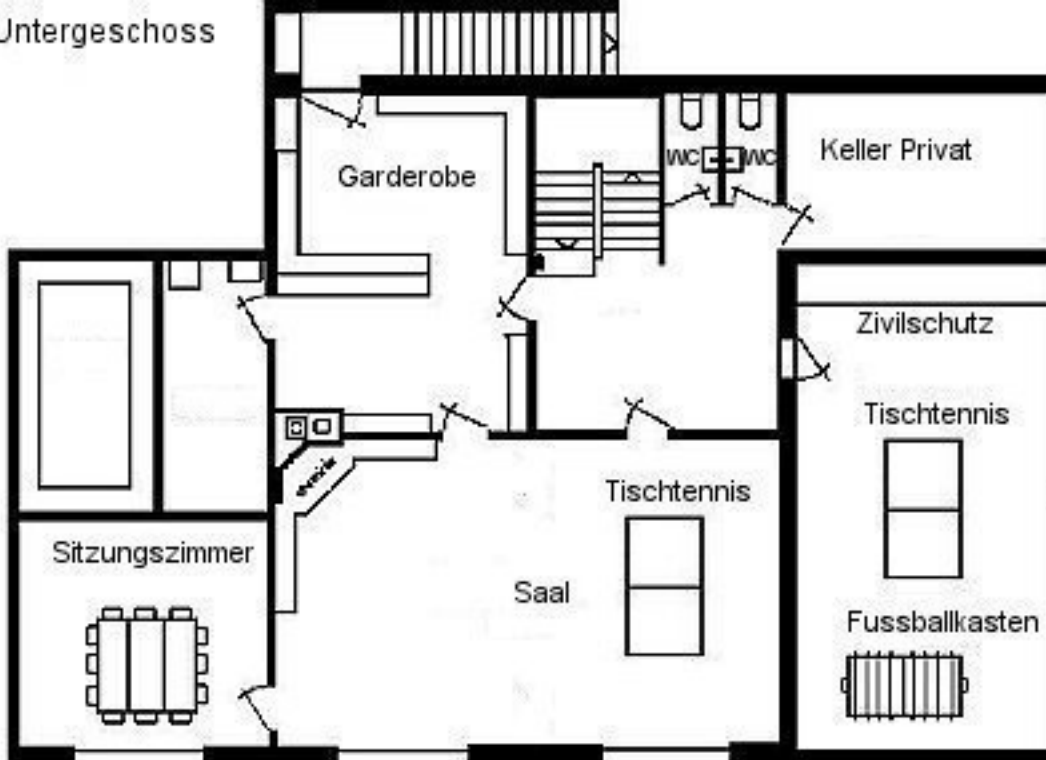 Untergeschoss
Garderobe
WC
WC
Keller Privat
Zivilschutz
Tischtennis
Tischtennis
Sitzungszimmer
Saal
Fussballkasten